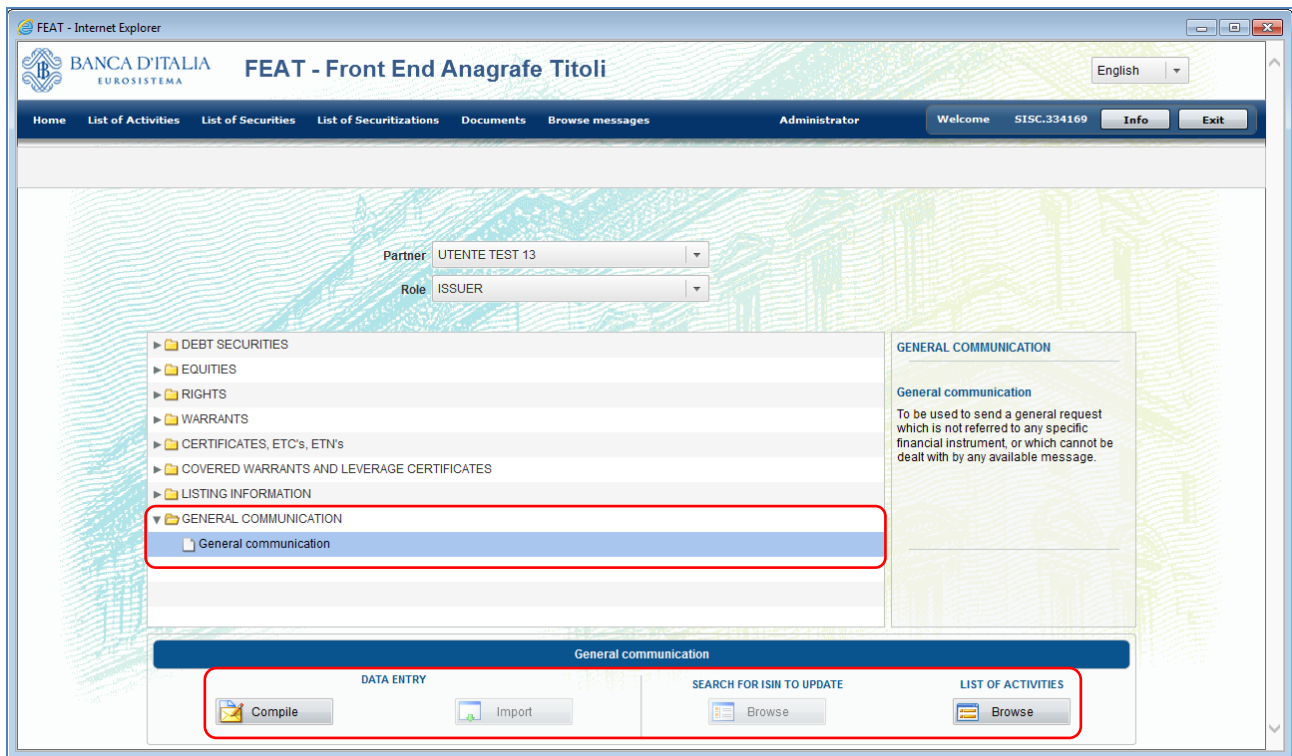 FEAT - Internet Explorer
BANCA D'ITALIA
EUROSISTEMA
FEAT - Front End Anagrafe Titoli
English
Home List of Activities List of Securities List of Securitizations Documents Browse messages Administrator Welcome SISC.334169 Info Exit
Partner UTENTE TEST 13
Role ISSUER
DEBT SECURITIES
EQUITIES
RIGHTS
WARRANTS
CERTIFICATES, ETC's, ETN's
COVERED WARRANTS AND LEVERAGE CERTIFICATES
LISTING INFORMATION
GENERAL COMMUNICATION
General communication
GENERAL COMMUNICATION
General communication
To be used to send a general request
which is not referred to any specific
financial instrument, or which cannot be
dealt with by any available message.
General communication
DATA ENTRY
SEARCH FOR ISIN TO UPDATE
LIST OF ACTIVITIES
Compile Import Browse Browse